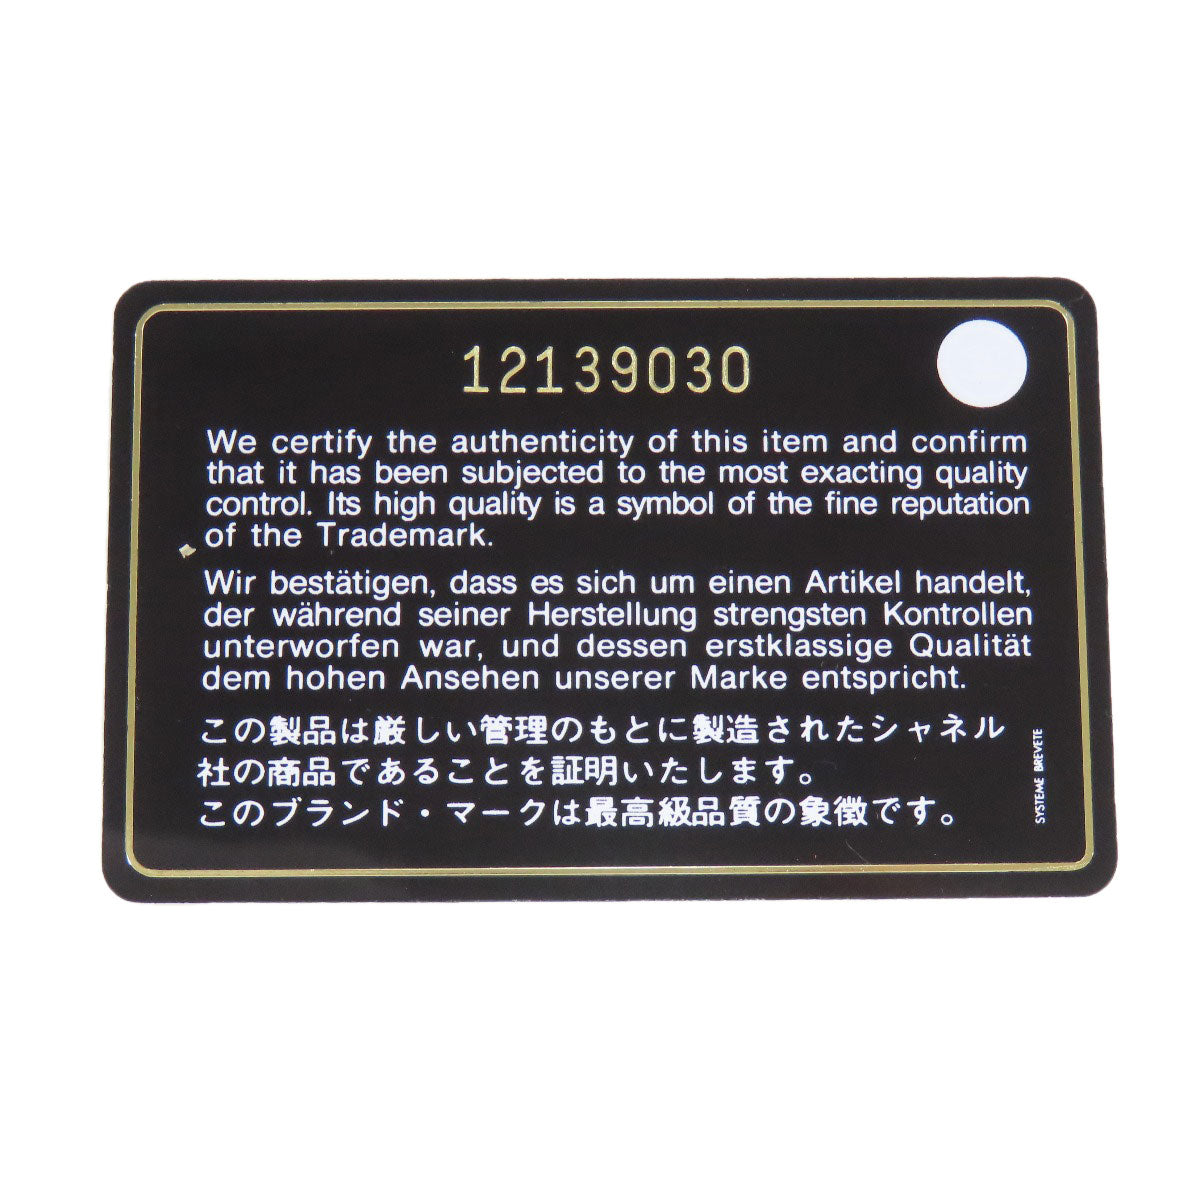 12139030
We certify the authenticity of this item and confirm
that it has been subjected to the most exacting quality
control. Its high quality is a symbol of the fine reputation
of the Trademark.
Wir bestätigen, dass es sich um einen Artikel handelt,
der während seiner Herstellung strengsten Kontrollen
unterworfen war, und dessen erstklassige Qualität
dem hohen Ansehen unserer Marke entspricht.
この製品は厳しい管理のもとに製造されたシャネル
社の商品であることを証明いたします。
このブランド・マークは最高級品質の象徴です。
SYSTEME BREVETE